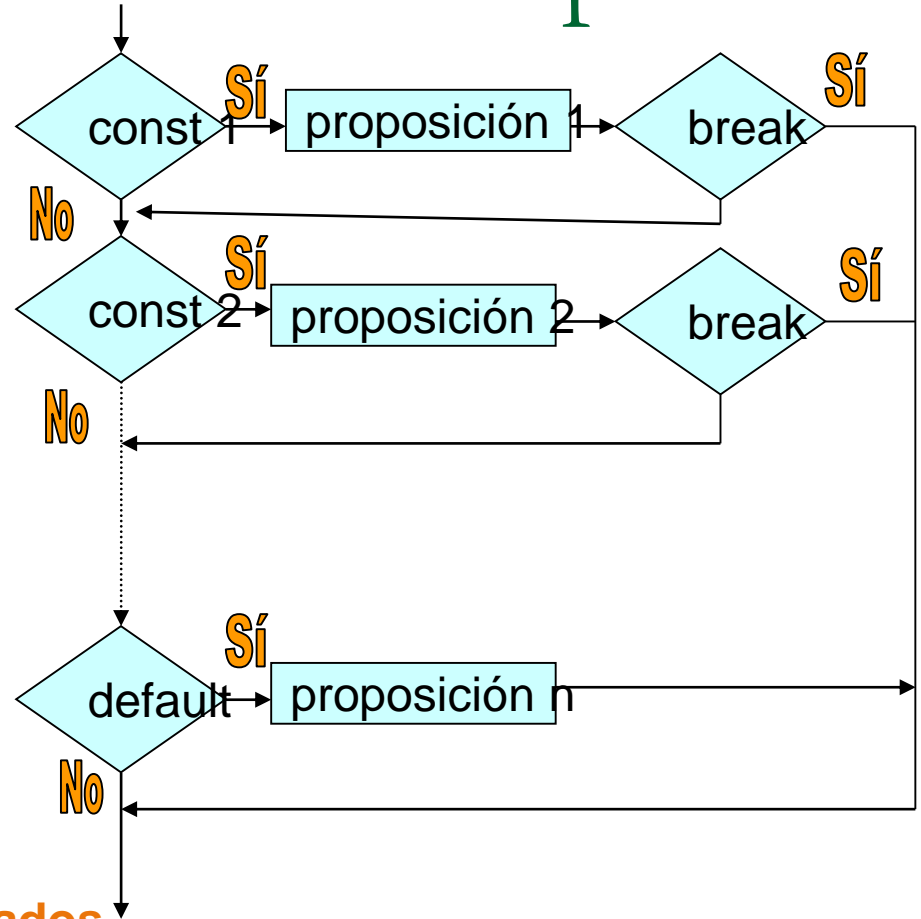 const 1
Sí
proposición 1
break
Sí
No
const 2
Sí
proposición 2
break
Sí
No
default
Sí
proposición n
No